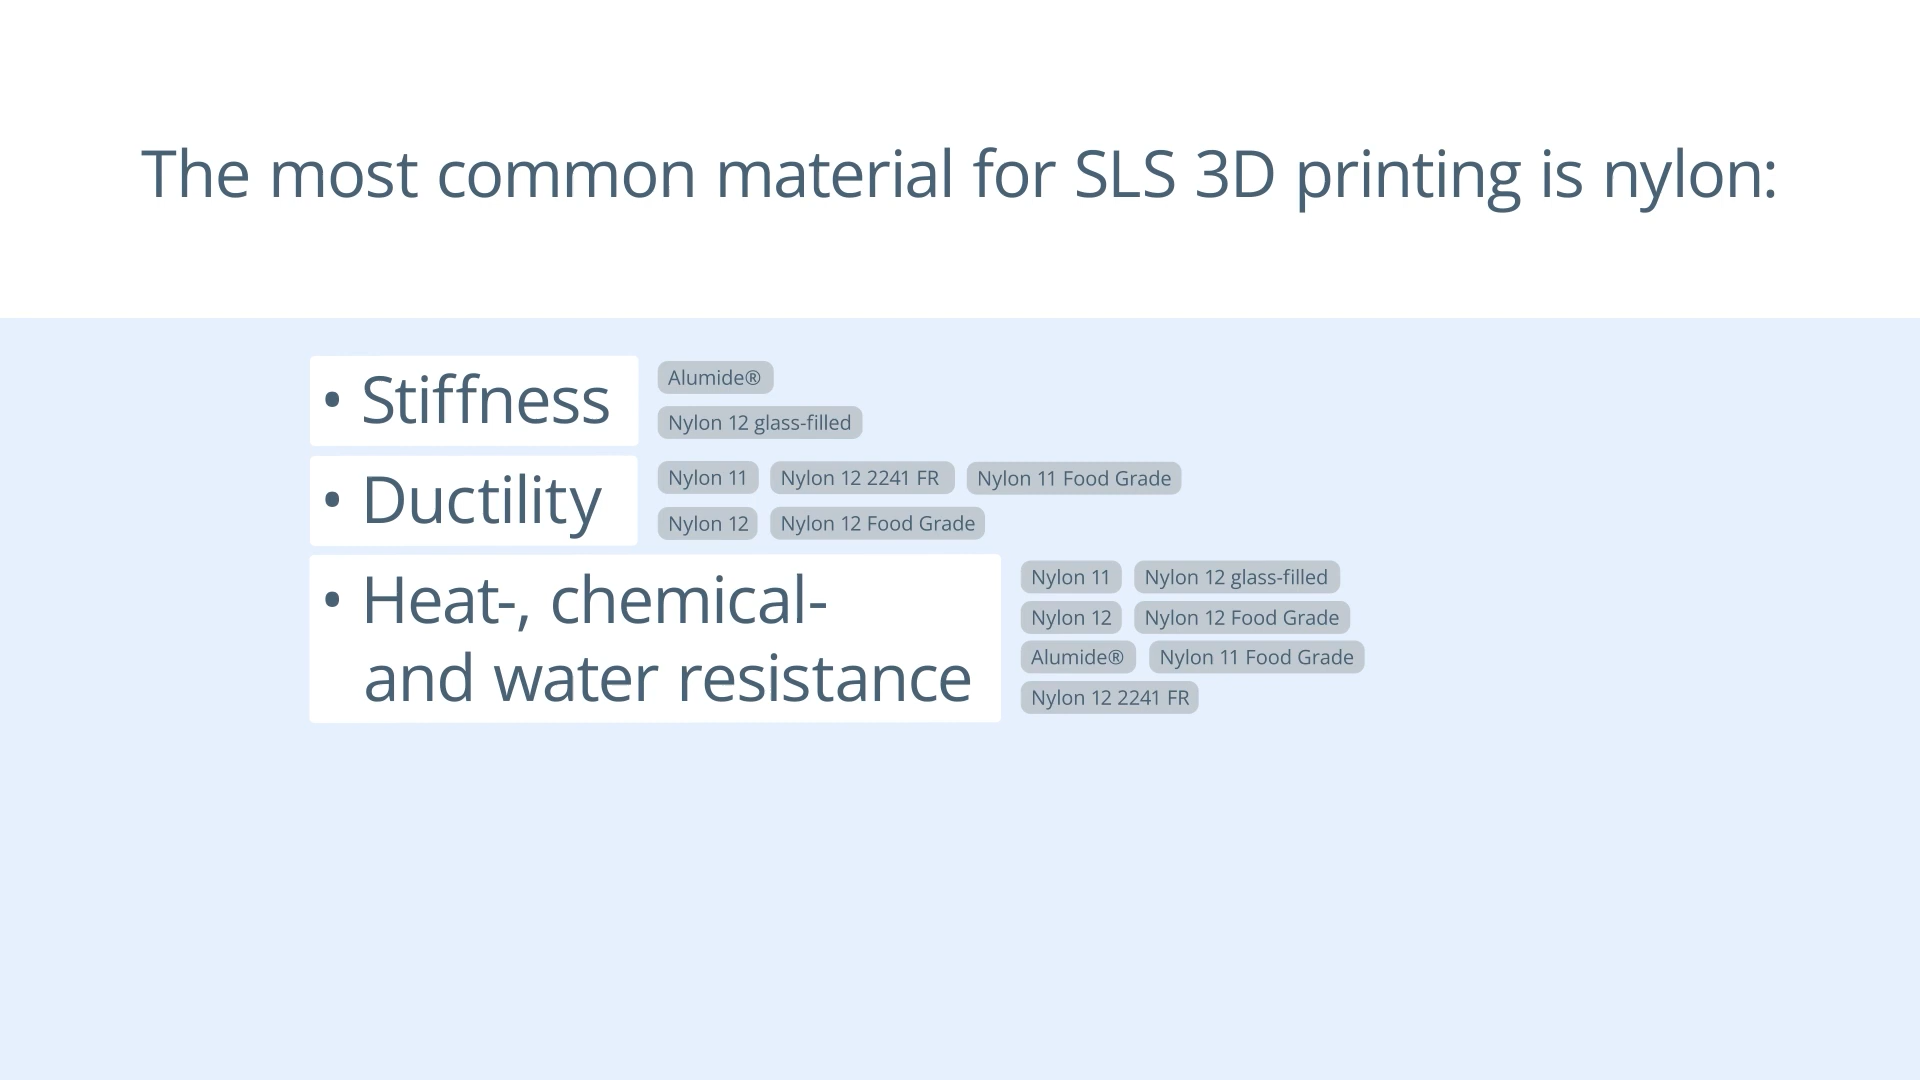 The most common material for SLS 3D printing is nylon:
• Stiffness
Alumide®
Nylon 12 glass-filled
• Ductility
Nylon 11 Nylon 12 2241 FR Nylon 11 Food Grade
Nylon 12 Nylon 12 Food Grade
• Heat-, chemical-
and water resistance
Nylon 11 Nylon 12 glass-filled
Nylon 12 Nylon 12 Food Grade
Alumide® Nylon 11 Food Grade
Nylon 12 2241 FR